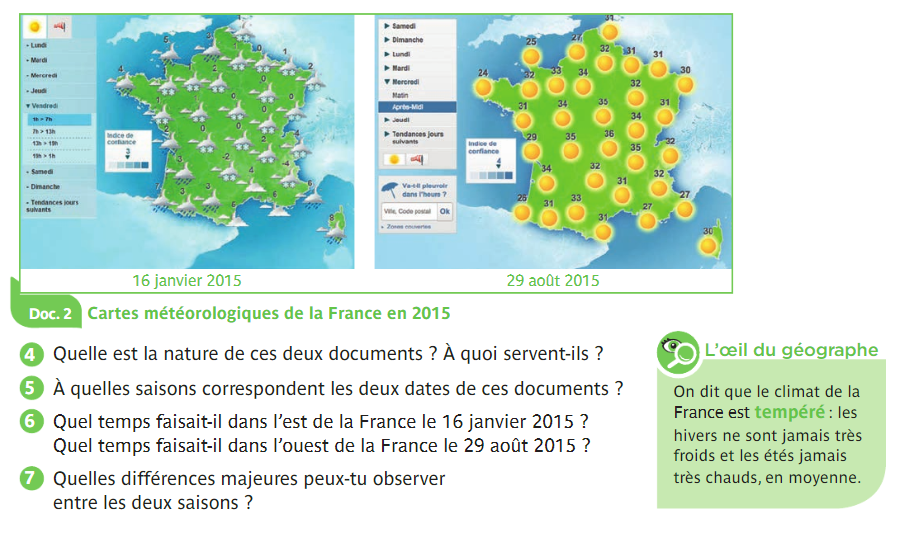 Lundi
Mardi
Mercredi
Jeudi
Vendredi
1h > 7h
7h > 13h
13h > 19h
19h > 1h
Samedi
Dimanche
Tendances jours
suivants
Indice de
confiance
3
Samedi
Dimanche
Lundi
Mardi
Mercredi
Matin
Après-Midi
Jeudi
Tendances jours
suivants
Indice de
confiance
4
Va-t-il pleuvoir
dans l'heure ?
Ville, Code postal Ok
Zones couvertes
31
25 27 32 31 31
24 32 33 34 32 30
31 34 35 34
29 35 36 35 32
34 32 31 32
25 31 33 31 27 27
30
16 janvier 2015
29 août 2015
Doc. 2 Cartes météorologiques de la France en 2015
4 Quelle est la nature de ces deux documents ? À quoi servent-ils ?
5 À quelles saisons correspondent les deux dates de ces documents ?
6 Quel temps faisait-il dans l'est de la France le 16 janvier 2015 ?
Quel temps faisait-il dans l'ouest de la France le 29 août 2015 ?
7 Quelles différences majeures peux-tu observer
entre les deux saisons ?
L'œil du géographe
On dit que le climat de la
France est tempéré : les
hivers ne sont jamais très
froids et les étés jamais
très chauds, en moyenne.